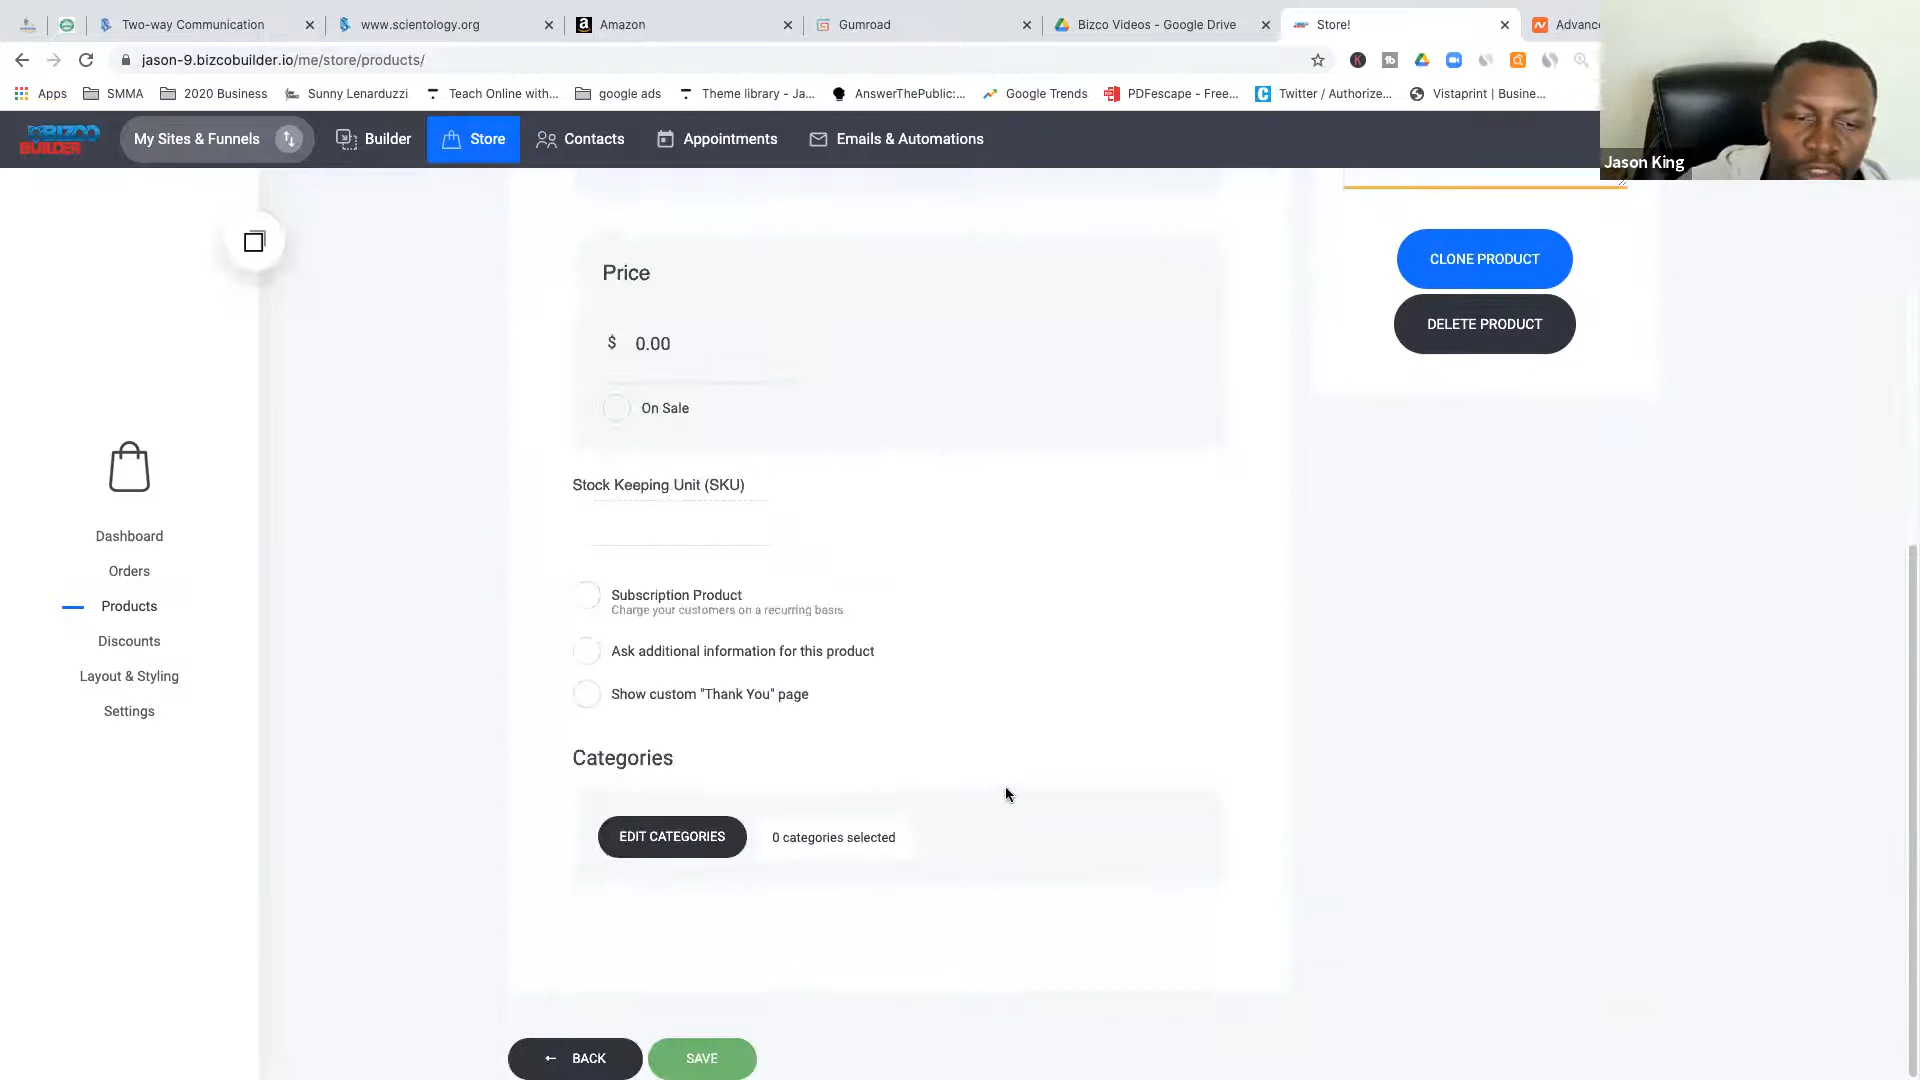 Two-way Communication
www.scientology.org
Amazon
Gumroad
Bizco Videos - Google Drive
Store!
Advanc
jason-9.bizcobuilder.io/me/store/products/
Apps
SMMA
2020 Business
Sunny Lenarduzzi
Teach Online with...
google ads
Theme library - Ja...
AnswerThePublic:...
Google Trends
PDFescape - Free...
Twitter / Authorize...
Vistaprint | Busine...
BIZCO
BUILDER
My Sites & Funnels
Builder
Store
Contacts
Appointments
Emails & Automations
Jason King
CLONE PRODUCT
DELETE PRODUCT
Price
$ 0.00
On Sale
Stock Keeping Unit (SKU)
Subscription Product
Charge your customers on a recurring basis
Ask additional information for this product
Show custom "Thank You" page
Categories
EDIT CATEGORIES
0 categories selected
Dashboard
Orders
Products
Discounts
Layout & Styling
Settings
← BACK
SAVE